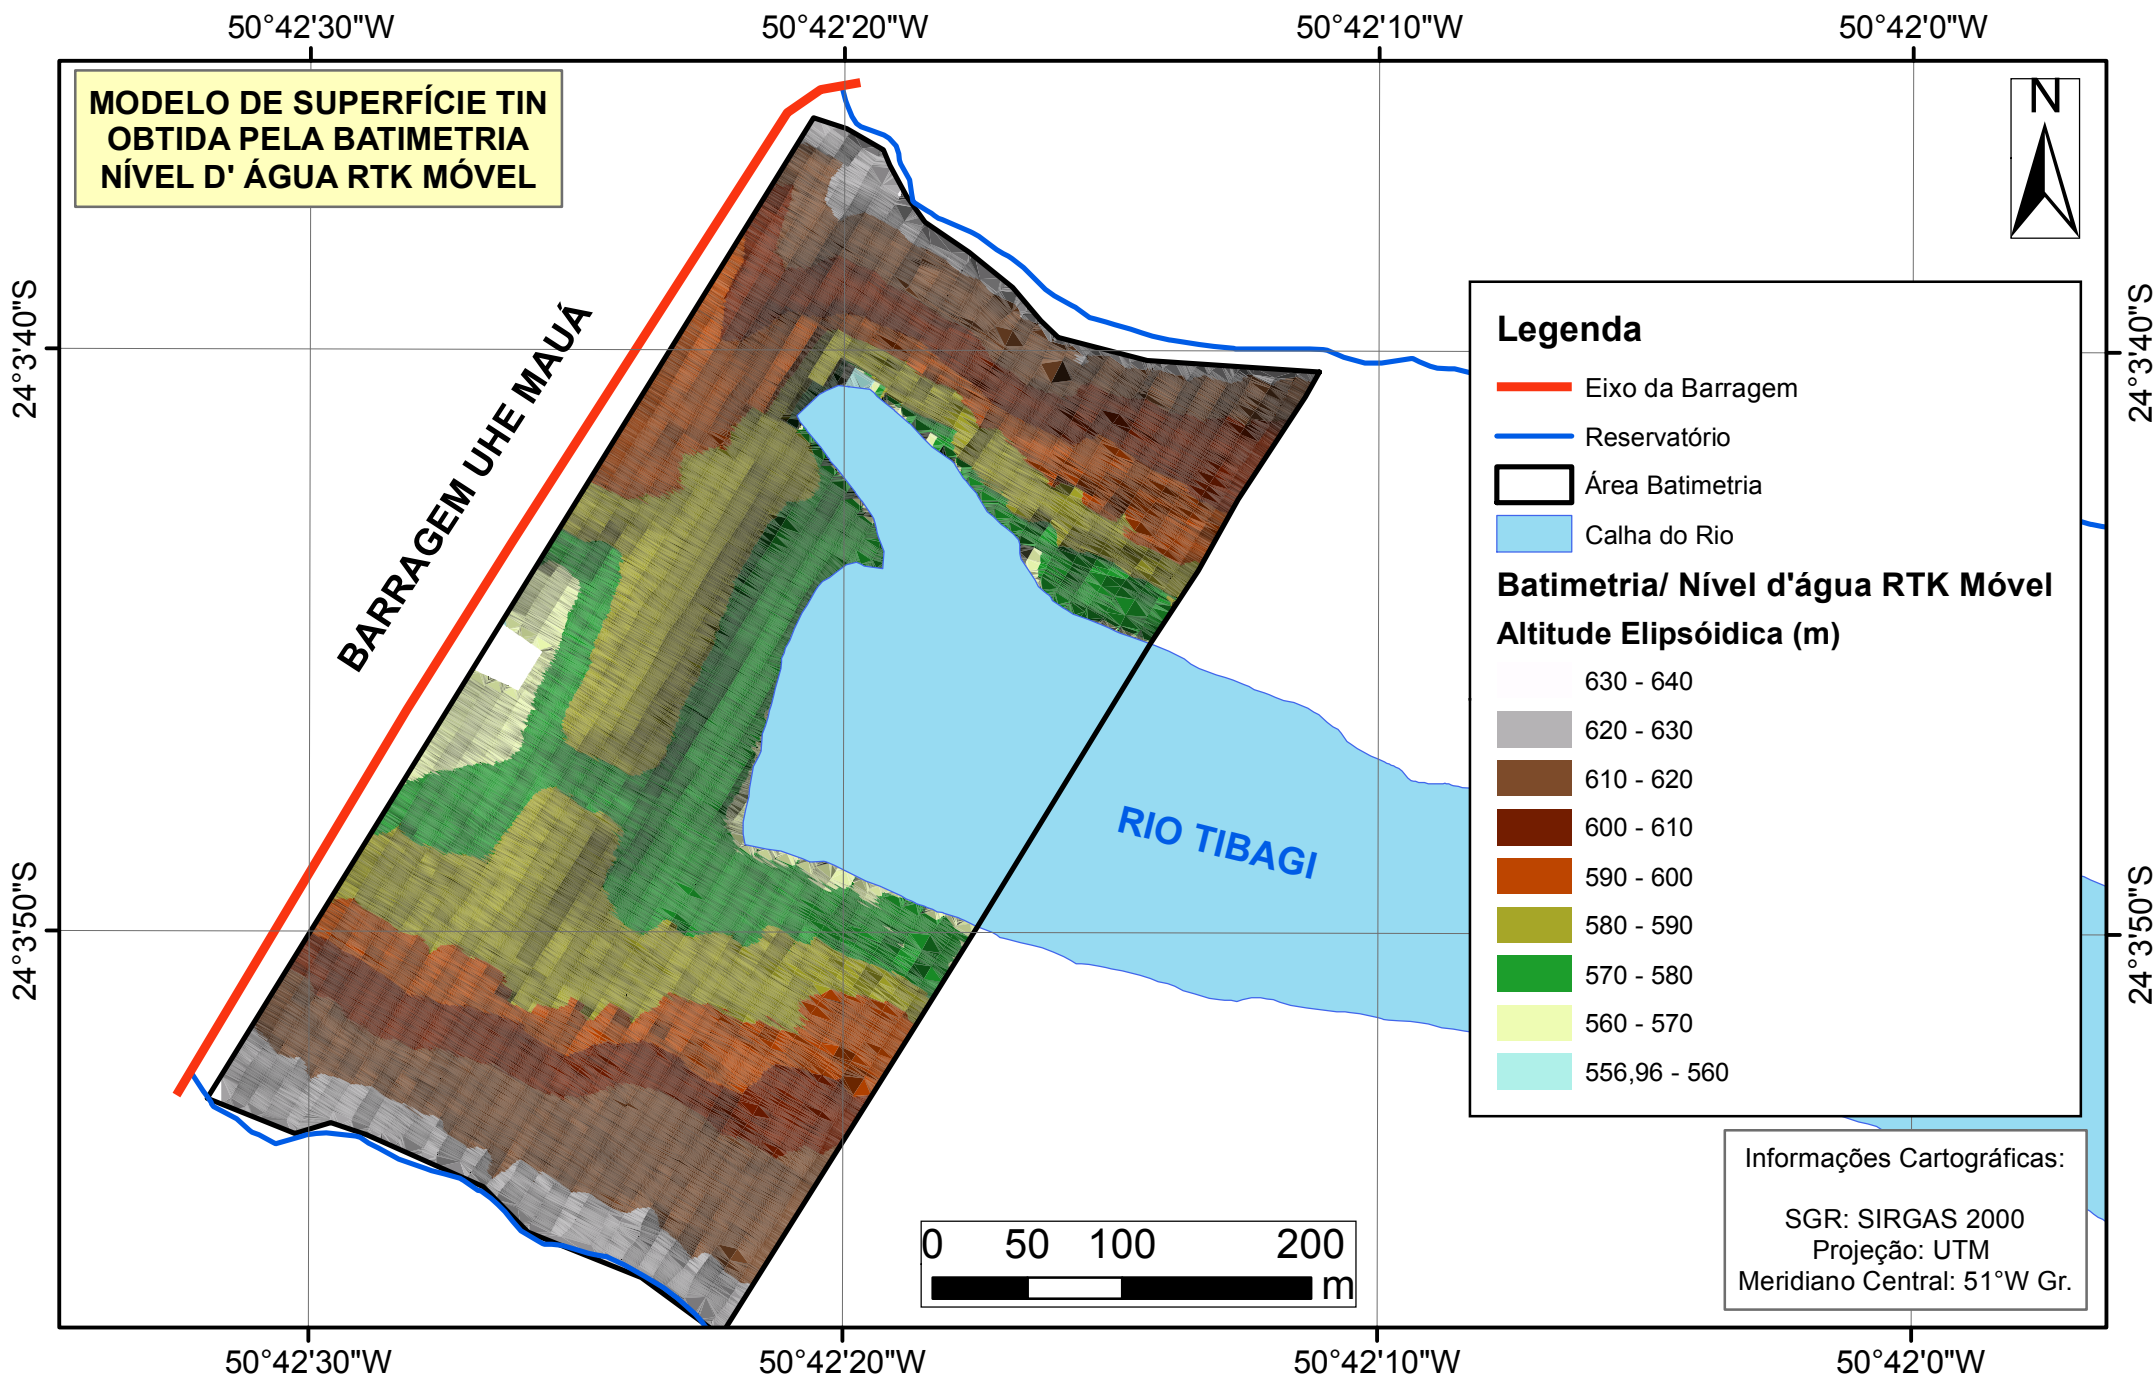 50°42'30"W
50°42'20"W
50°42'10"W
50°42'0"W
MODELO DE SUPERFÍCIE TIN
OBTIDA PELA BATIMETRIA
NÍVEL D' ÁGUA RTK MÓVEL
N
24°3'40"S
24°3'40"S
BARRAGEM UHE MAUÁ
Legenda
Eixo da Barragem
Reservatório
Área Batimetria
Calha do Rio
Batimetria/ Nível d'água RTK Móvel
Altitude Elipsóidica (m)
630 - 640
620 - 630
610 - 620
600 - 610
590 - 600
580 - 590
570 - 580
560 - 570
556,96 - 560
RIO TIBAGI
24°3'50"S
24°3'50"S
0 50 100 200
m
Informações Cartográficas:
SGR: SIRGAS 2000
Projeção: UTM
Meridiano Central: 51°W Gr.
50°42'30"W
50°42'20"W
50°42'10"W
50°42'0"W